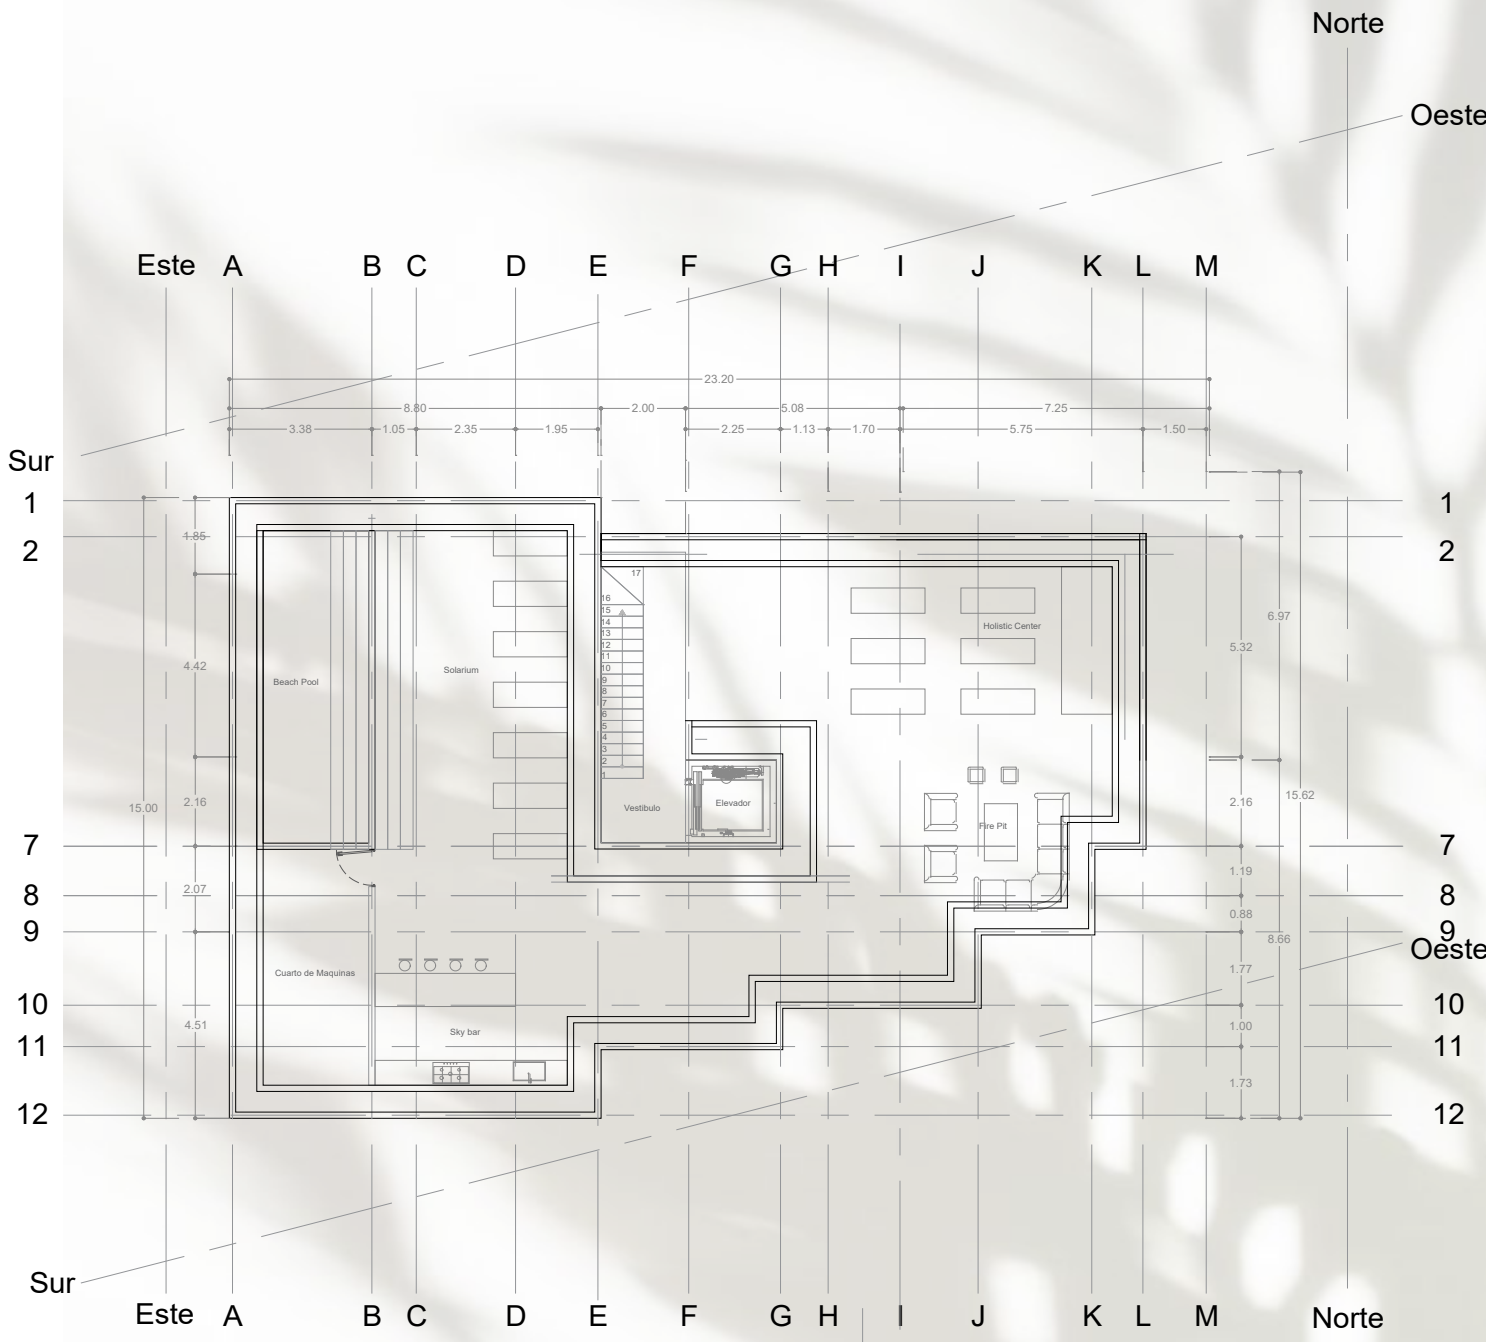 Norte
Oeste
Este A B C D E F G H I J K L M
23.20
8.80 2.00 5.08 7.25
3.38 1.05 2.35 1.95 2.25 1.13 1.70 5.75 1.50
Sur
1 1
1.85
2 2
17
16
15
14
13
12
11
10
9
8
7
6
5
4
3
2
1
Holistic Center
6.97
5.32
4.42
Solarium
Beach Pool
15.00
2.16
Vestibulo
Elevador
Fire Pit
2.16
15.62
7 7
1.19
2.07
8 8
0.88
9 9
8.66
Oeste
Cuarto de Maquinas
1.77
10 10
4.51
Sky bar
1.00
11 11
1.73
12 12
Sur
Este A B C D E F G H I J K L M
Norte